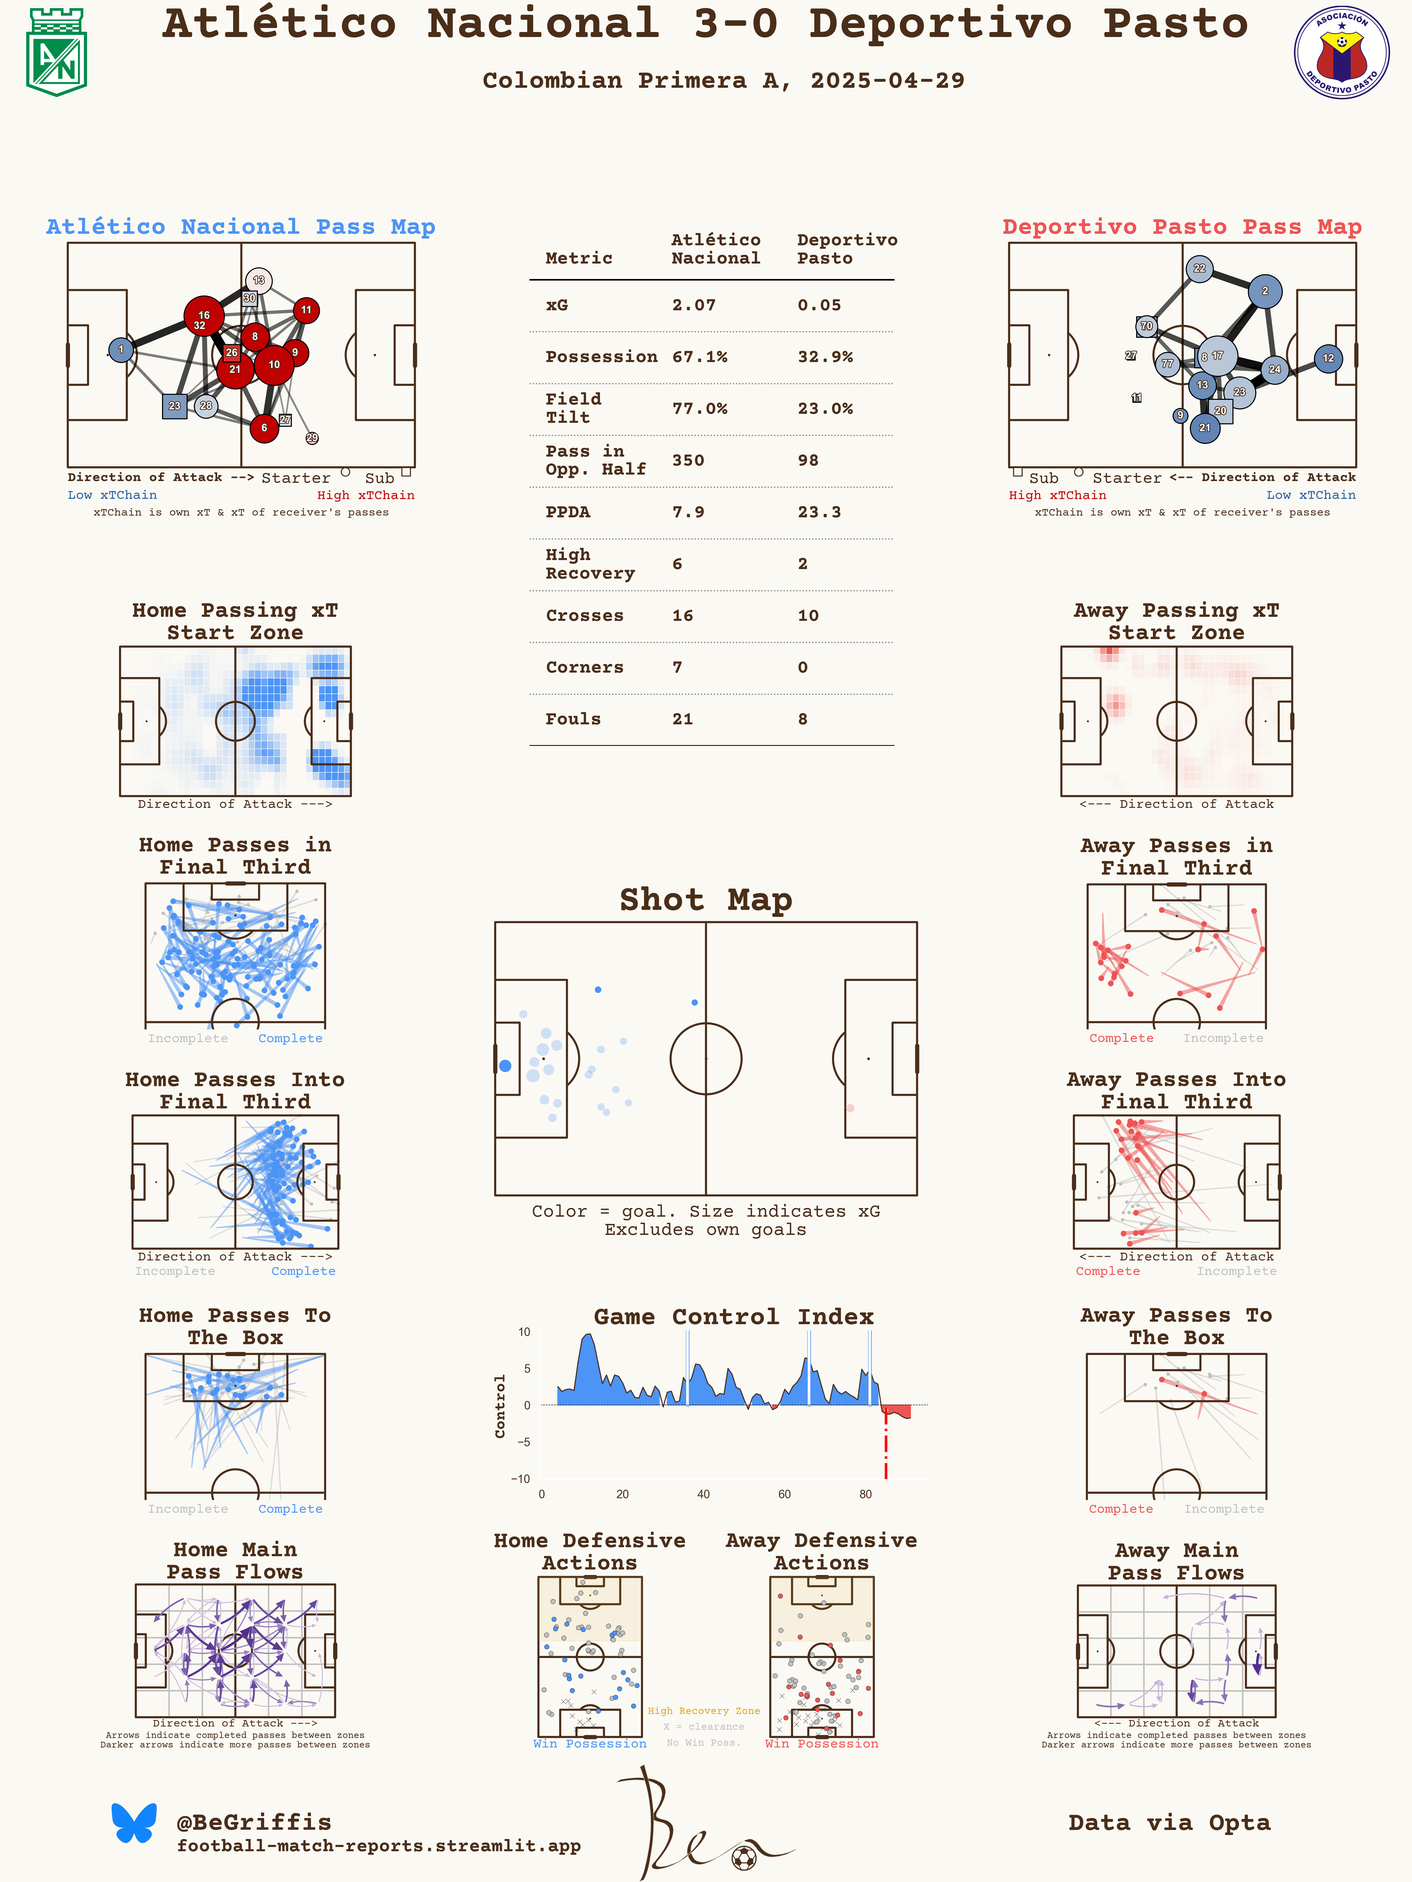 Atlético Nacional 3-0 Deportivo Pasto
Colombian Primera A, 2025-04-29
AN
ASOCIACIÓN
DEPORTIVO PASTO
Atlético Nacional Pass Map
13
30
16
32
11
8
1
26
9
21
10
23
28
6
27
29
Direction of Attack --> Starter Sub
Low xTChain High xTChain
xTChain is own xT & xT of receiver's passes
Metric Atlético Nacional Deportivo Pasto
xG 2.07 0.05
Possession 67.1% 32.9%
Field Tilt 77.0% 23.0%
Pass in Opp. Half 350 98
PPDA 7.9 23.3
High Recovery 6 2
Crosses 16 10
Corners 7 0
Fouls 21 8
Deportivo Pasto Pass Map
22
2
70
27
8
17
12
77
24
13
23
11
20
9
21
Sub Starter <-- Direction of Attack
High xTChain Low xTChain
xTChain is own xT & xT of receiver's passes
Home Passing xT
Start Zone
Direction of Attack --->
Away Passing xT
Start Zone
<--- Direction of Attack
Home Passes in
Final Third
Incomplete Complete
Away Passes in
Final Third
Complete Incomplete
Shot Map
Color = goal. Size indicates xG
Excludes own goals
Home Passes Into
Final Third
Direction of Attack --->
Incomplete Complete
Away Passes Into
Final Third
<--- Direction of Attack
Complete Incomplete
Home Passes To
The Box
Incomplete Complete
Game Control Index
Control
10
5
0
−5
−10
0 20 40 60 80
Away Passes To
The Box
Complete Incomplete
Home Main
Pass Flows
Direction of Attack --->
Arrows indicate completed passes between zones
Darker arrows indicate more passes between zones
Home Defensive
Actions
Win Possession
Away Defensive
Actions
Win Possession
High Recovery Zone
X = clearance
No Win Poss.
Away Main
Pass Flows
<--- Direction of Attack
Arrows indicate completed passes between zones
Darker arrows indicate more passes between zones
@BeGriffis
football-match-reports.streamlit.app
Ben
Data via Opta